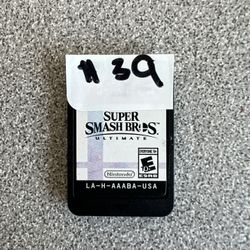 #39
SUPER
SMASH BROS.
ULTIMATE
EVERYONE 10+
E
Nintendo
ESRB
LA-H-AAABA-USA